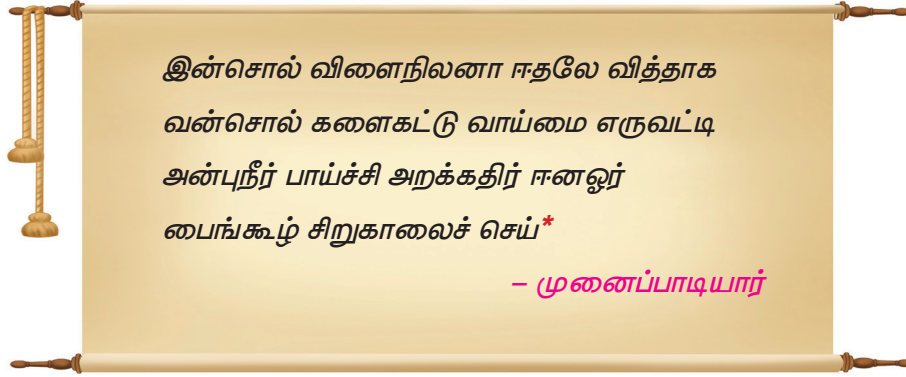 இன்சொல் விளைநிலனா ஈதலே வித்தாக
வன்சொல் களைகட்டு வாய்மை எருவட்டி
அன்புநீர் பாய்ச்சி அறக்கதிர் ஈனஓர்
பைங்கூழ் சிறுகாலைச் செய்*
– முனைப்பாடியார்